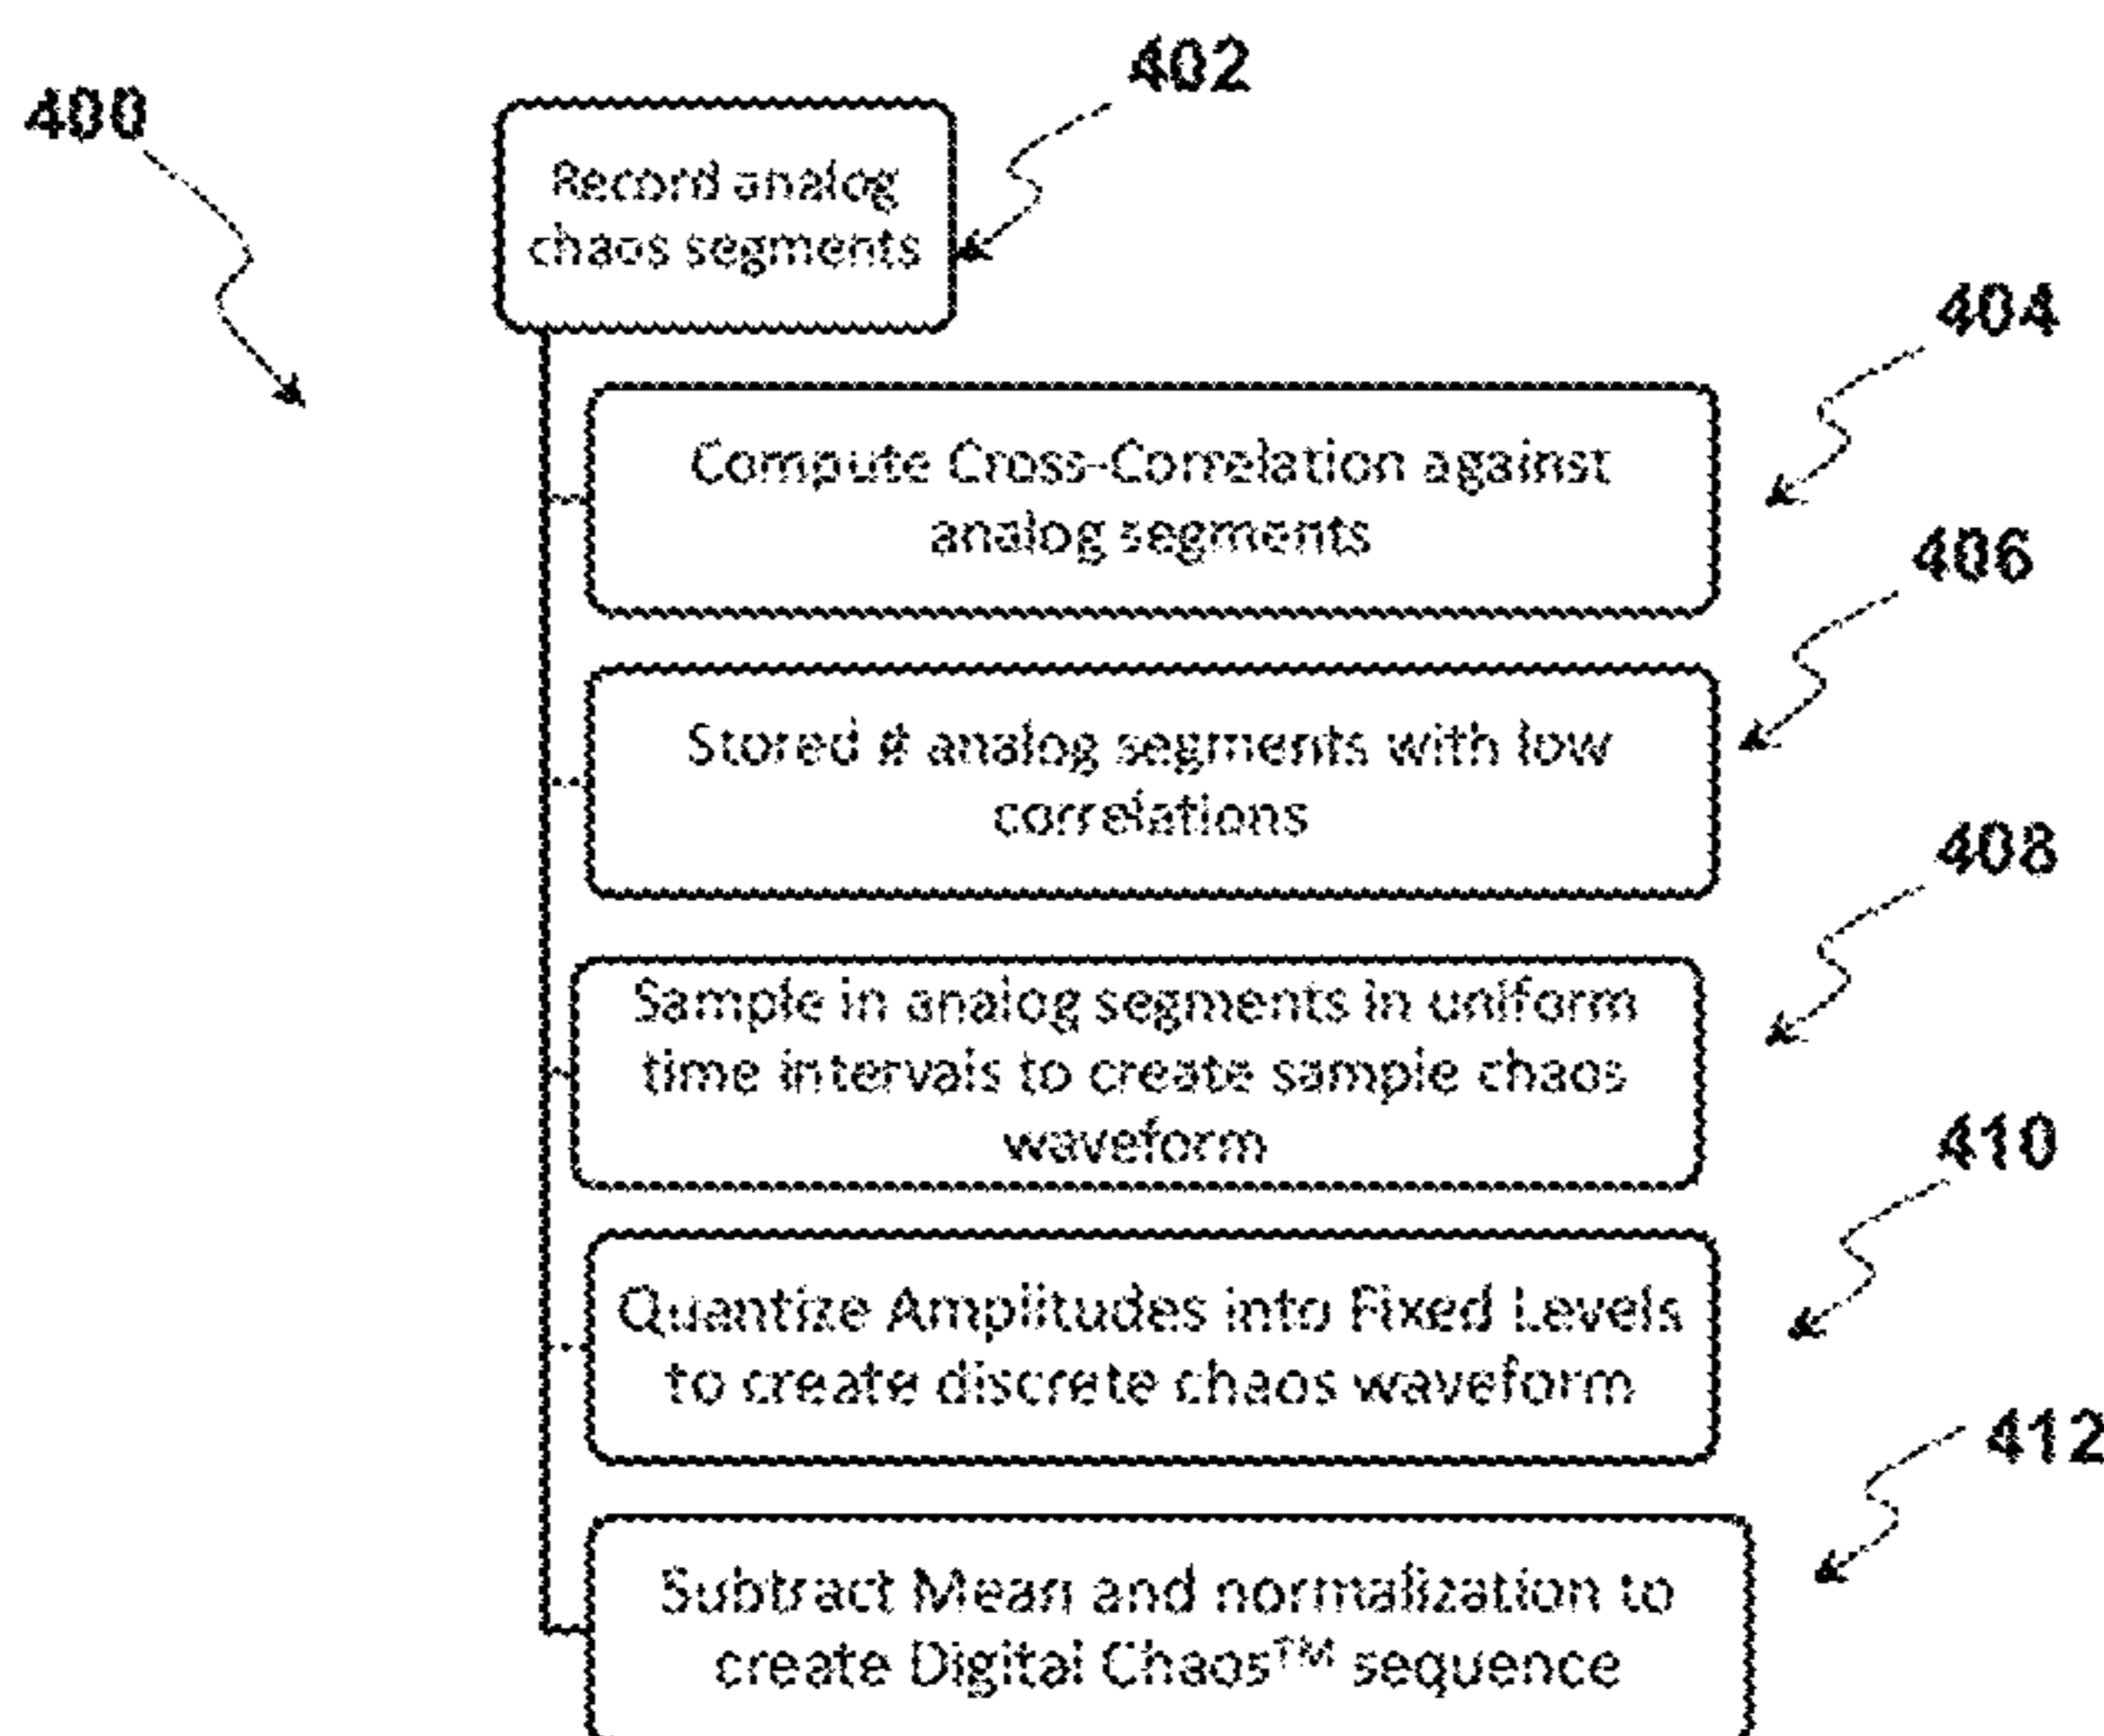 402
400
Record analog
chaos segments
404
Compute Cross-Correlation against
analog segments
406
Stored # analog segments with low
correlations
408
Sample in analog segments in uniform
time intervals to create sample chaos
waveform
410
Quantize Amplitudes into Fixed Levels
to create discrete chaos waveform
412
Subtract Mean and normalization to
create Digital Chaos™ sequence